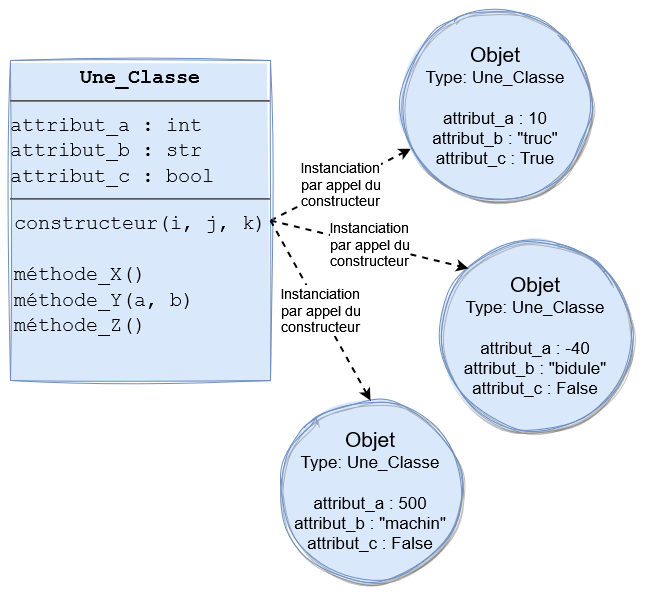 Une_Classe
attribut_a : int
attribut_b : str
attribut_c : bool
constructeur(i, j, k)
méthode_X()
méthode_Y(a, b)
méthode_Z()
Instanciation
par appel du
constructeur
Objet
Type: Une_Classe
attribut_a : 10
attribut_b : "truc"
attribut_c : True
Instanciation
par appel du
constructeur
Objet
Type: Une_Classe
attribut_a : -40
attribut_b : "bidule"
attribut_c : False
Instanciation
par appel du
constructeur
Objet
Type: Une_Classe
attribut_a : 500
attribut_b : "machin"
attribut_c : False